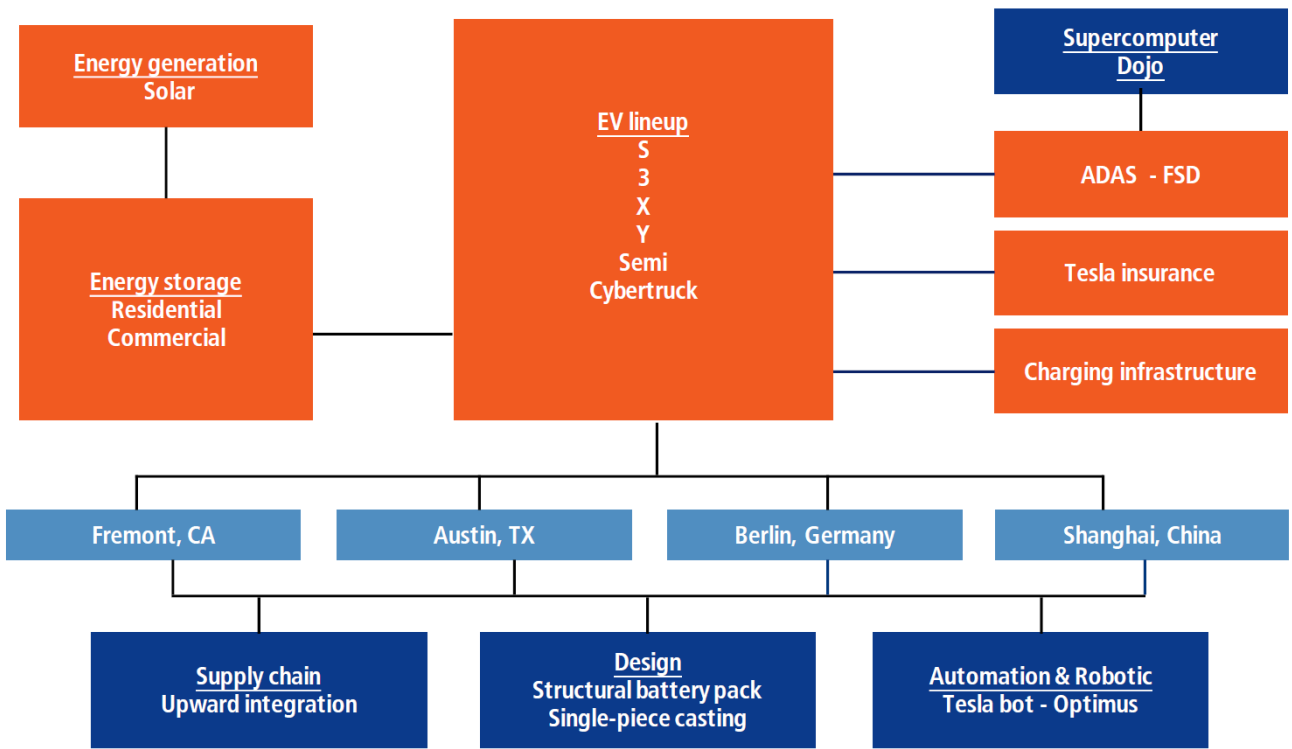 Energy generation
Solar
Energy storage
Residential
Commercial
EV lineup
S
3
X
Y
Semi
Cybertruck
Supercomputer
Dojo
ADAS - FSD
Tesla insurance
Charging infrastructure
Fremont, CA
Austin, TX
Berlin, Germany
Shanghai, China
Supply chain
Upward integration
Design
Structural battery pack
Single-piece casting
Automation & Robotic
Tesla bot - Optimus